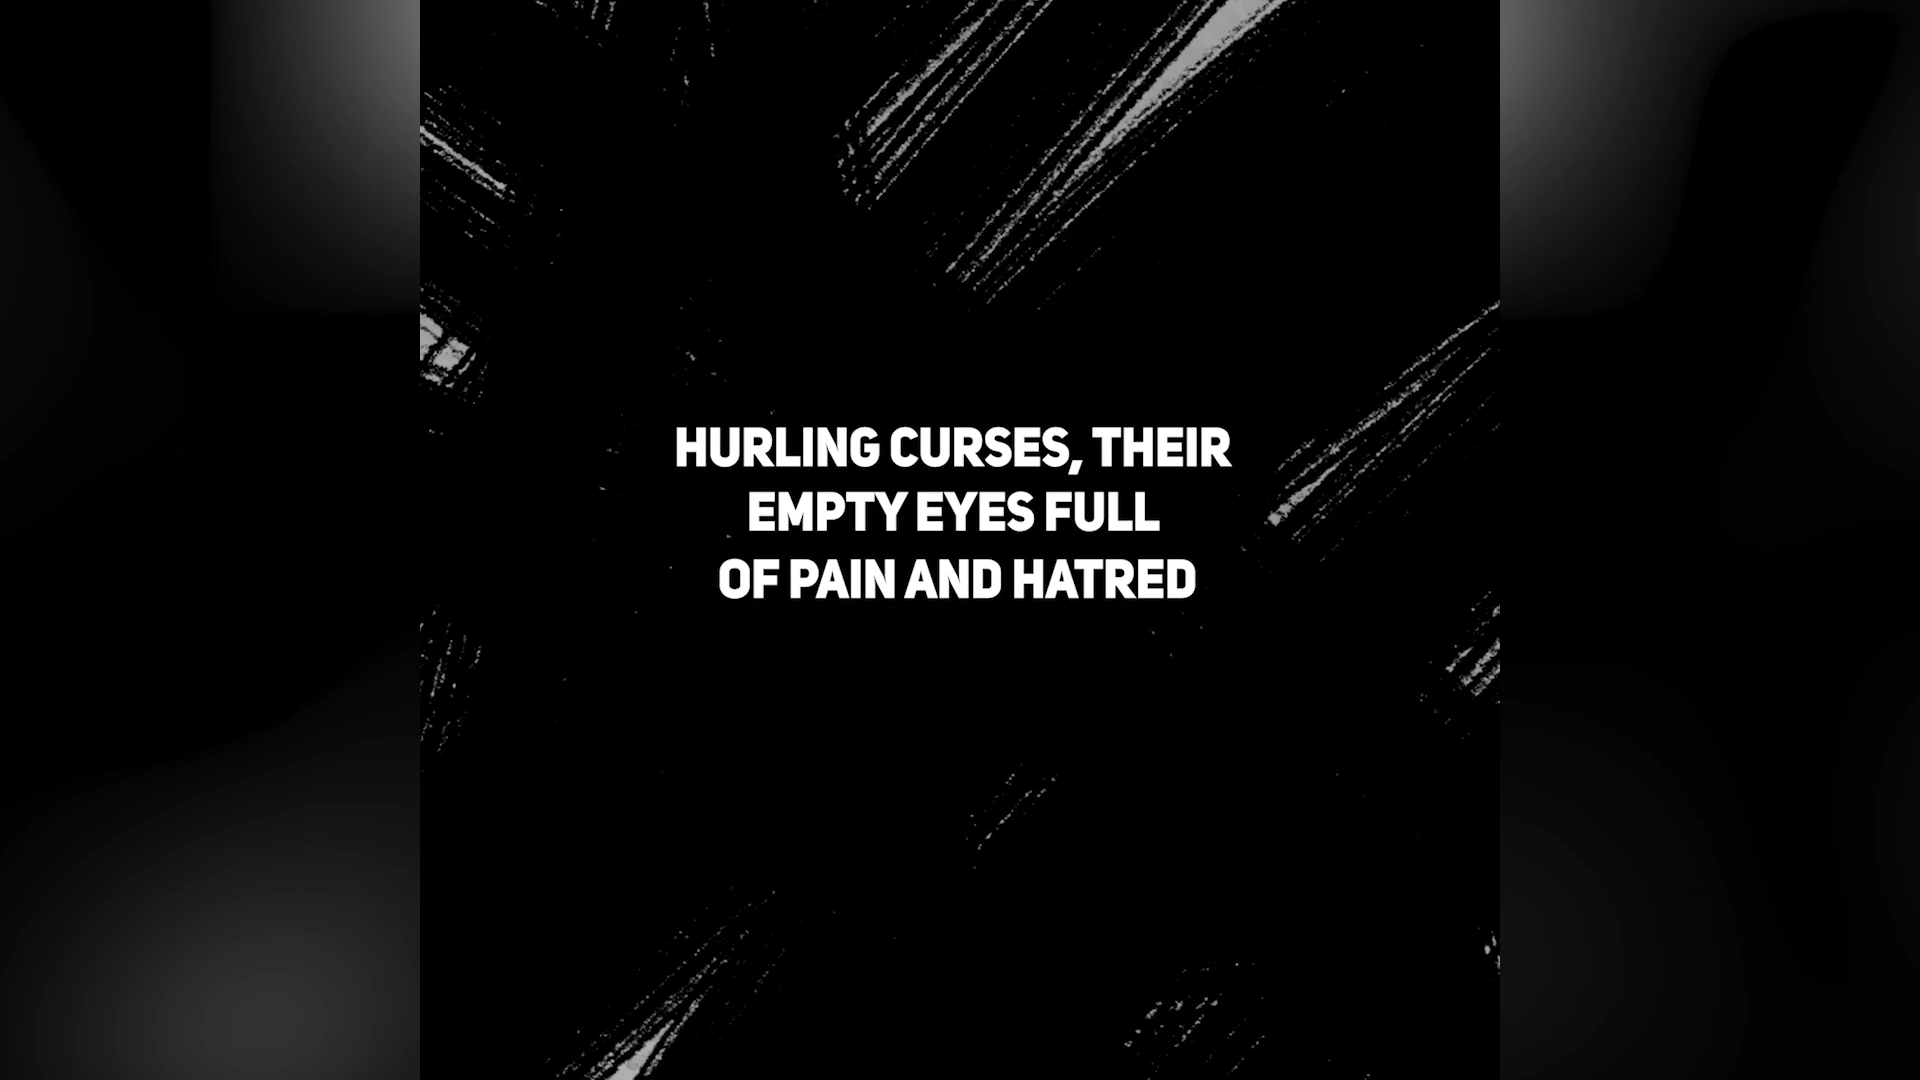 HURLING CURSES, THEIR
EMPTY EYES FULL
OF PAIN AND HATRED